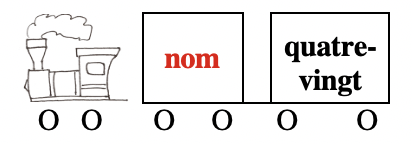 nom
quatre-
vingt
O O O O O O